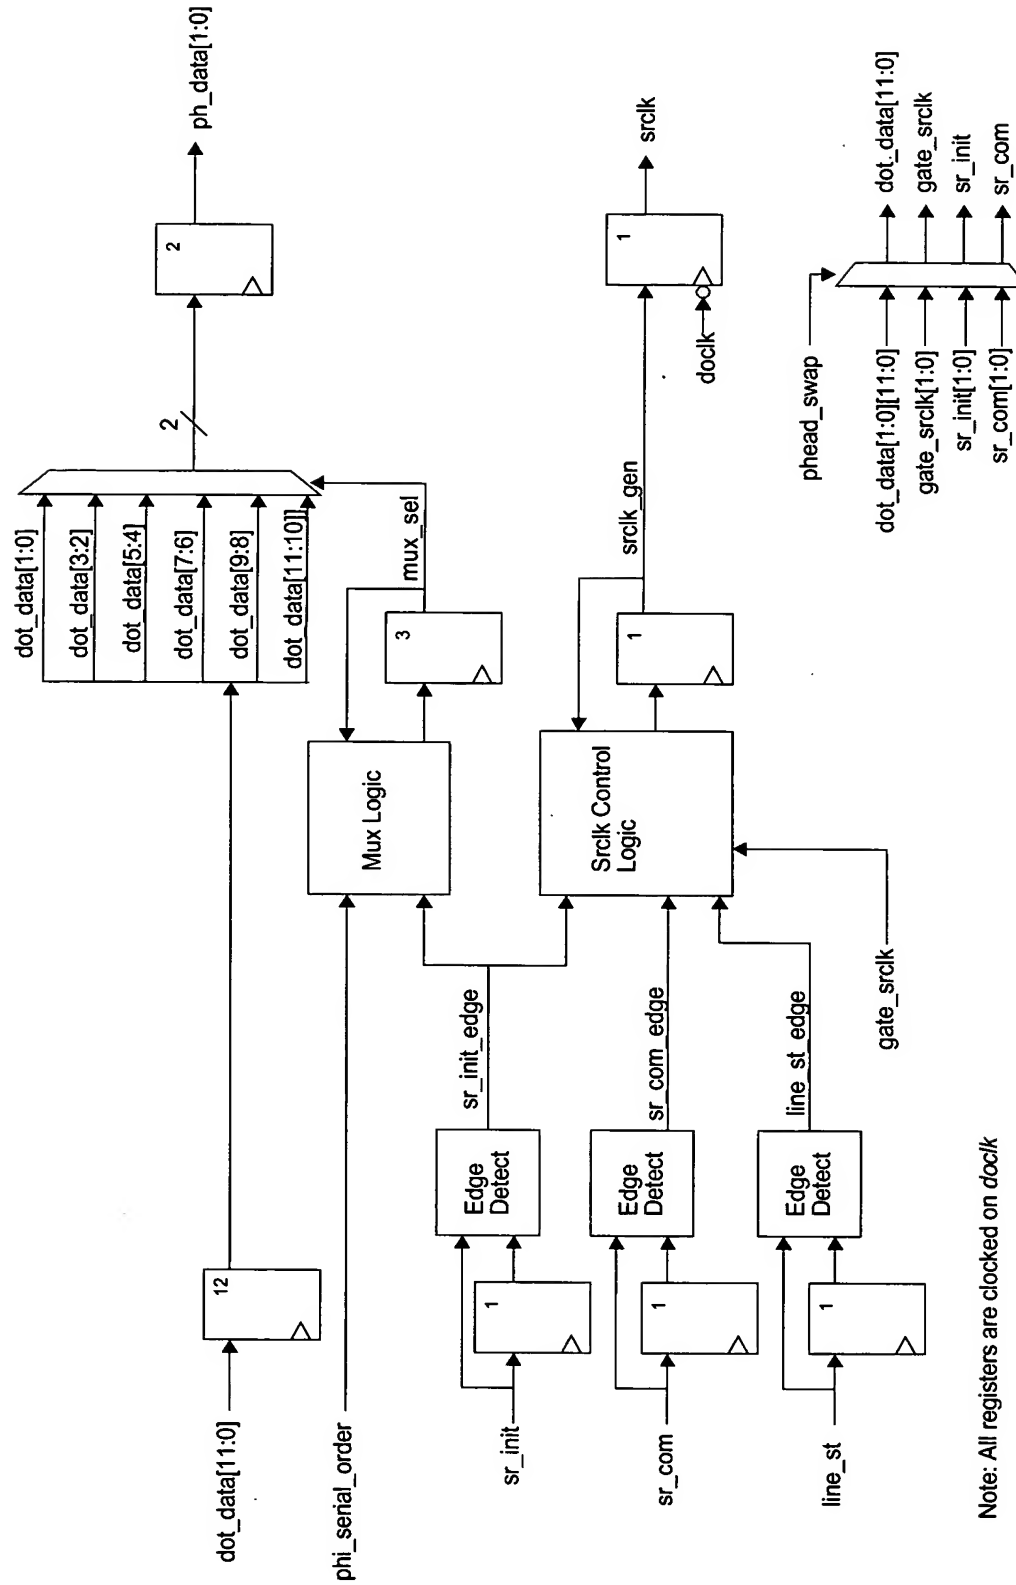 dot_data[11:0]
12
dot_data[1:0]
dot_data[3:2]
dot_data[5:4]
dot_data[7:6]
dot_data[9:8]
dot_data[11:10]]
2
2
ph_data[1:0]
phi_serial_order
Mux Logic
3
mux_sel
sr_init
1
Edge
Detect
sr_init_edge
sr_com
1
Edge
Detect
sr_com_edge
line_st
1
Edge
Detect
line_st_edge
gate_srclk
Srclk Control
Logic
1
srclk_gen
doclk
1
srclk
phead_swap
dot_data[1:0][11:0]
gate_srclk[1:0]
sr_init[1:0]
sr_com[1:0]
dot_data[11:0]
gate_srclk
sr_init
sr_com
Note: All registers are clocked on doclk